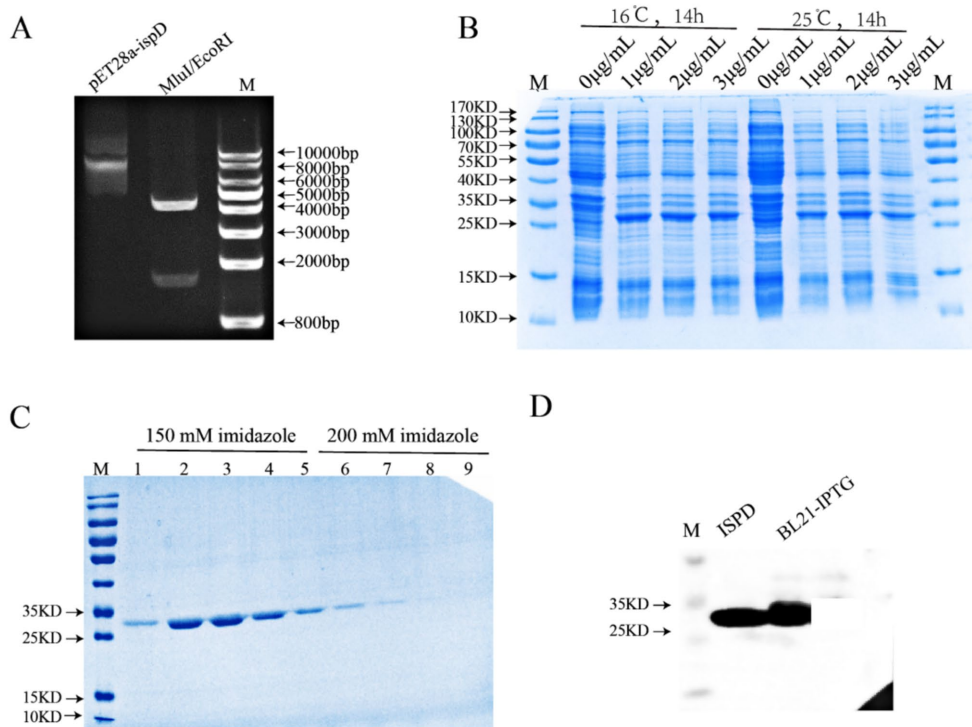 A
pET28a-ispD
MluI/EcoRI
M
10000bp
8000bp
6000bp
5000bp
4000bp
3000bp
2000bp
800bp
B
16℃, 14h
25℃, 14h
M
0μg/mL
1μg/mL
2μg/mL
3μg/mL
0μg/mL
1μg/mL
2μg/mL
3μg/mL
M
170KD
130KD
100KD
70KD
55KD
40KD
35KD
25KD
15KD
10KD
C
150 mM imidazole
200 mM imidazole
M 1 2 3 4 5 6 7 8 9
35KD
25KD
15KD
10KD
D
M
ISPD
BL21-IPTG
35KD
25KD